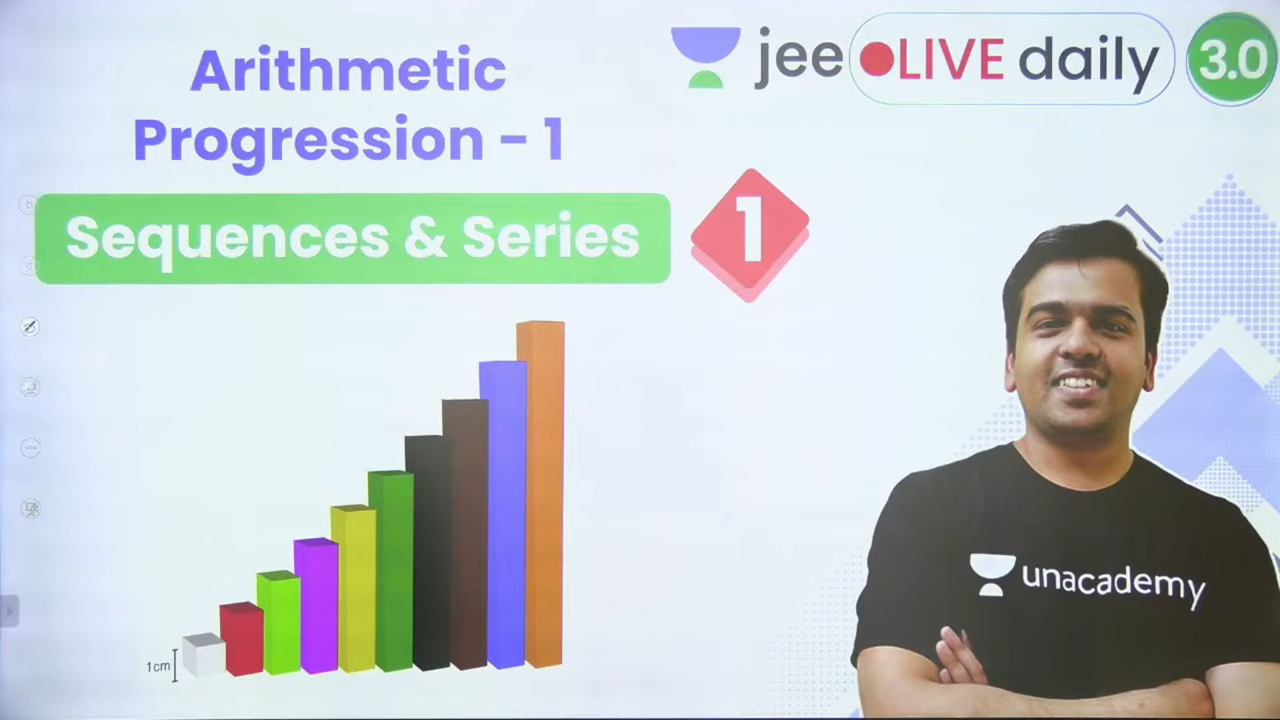 Arithmetic
Progression - 1
Sequences & Series
1
jee LIVE daily 3.0
1cm
unacademy